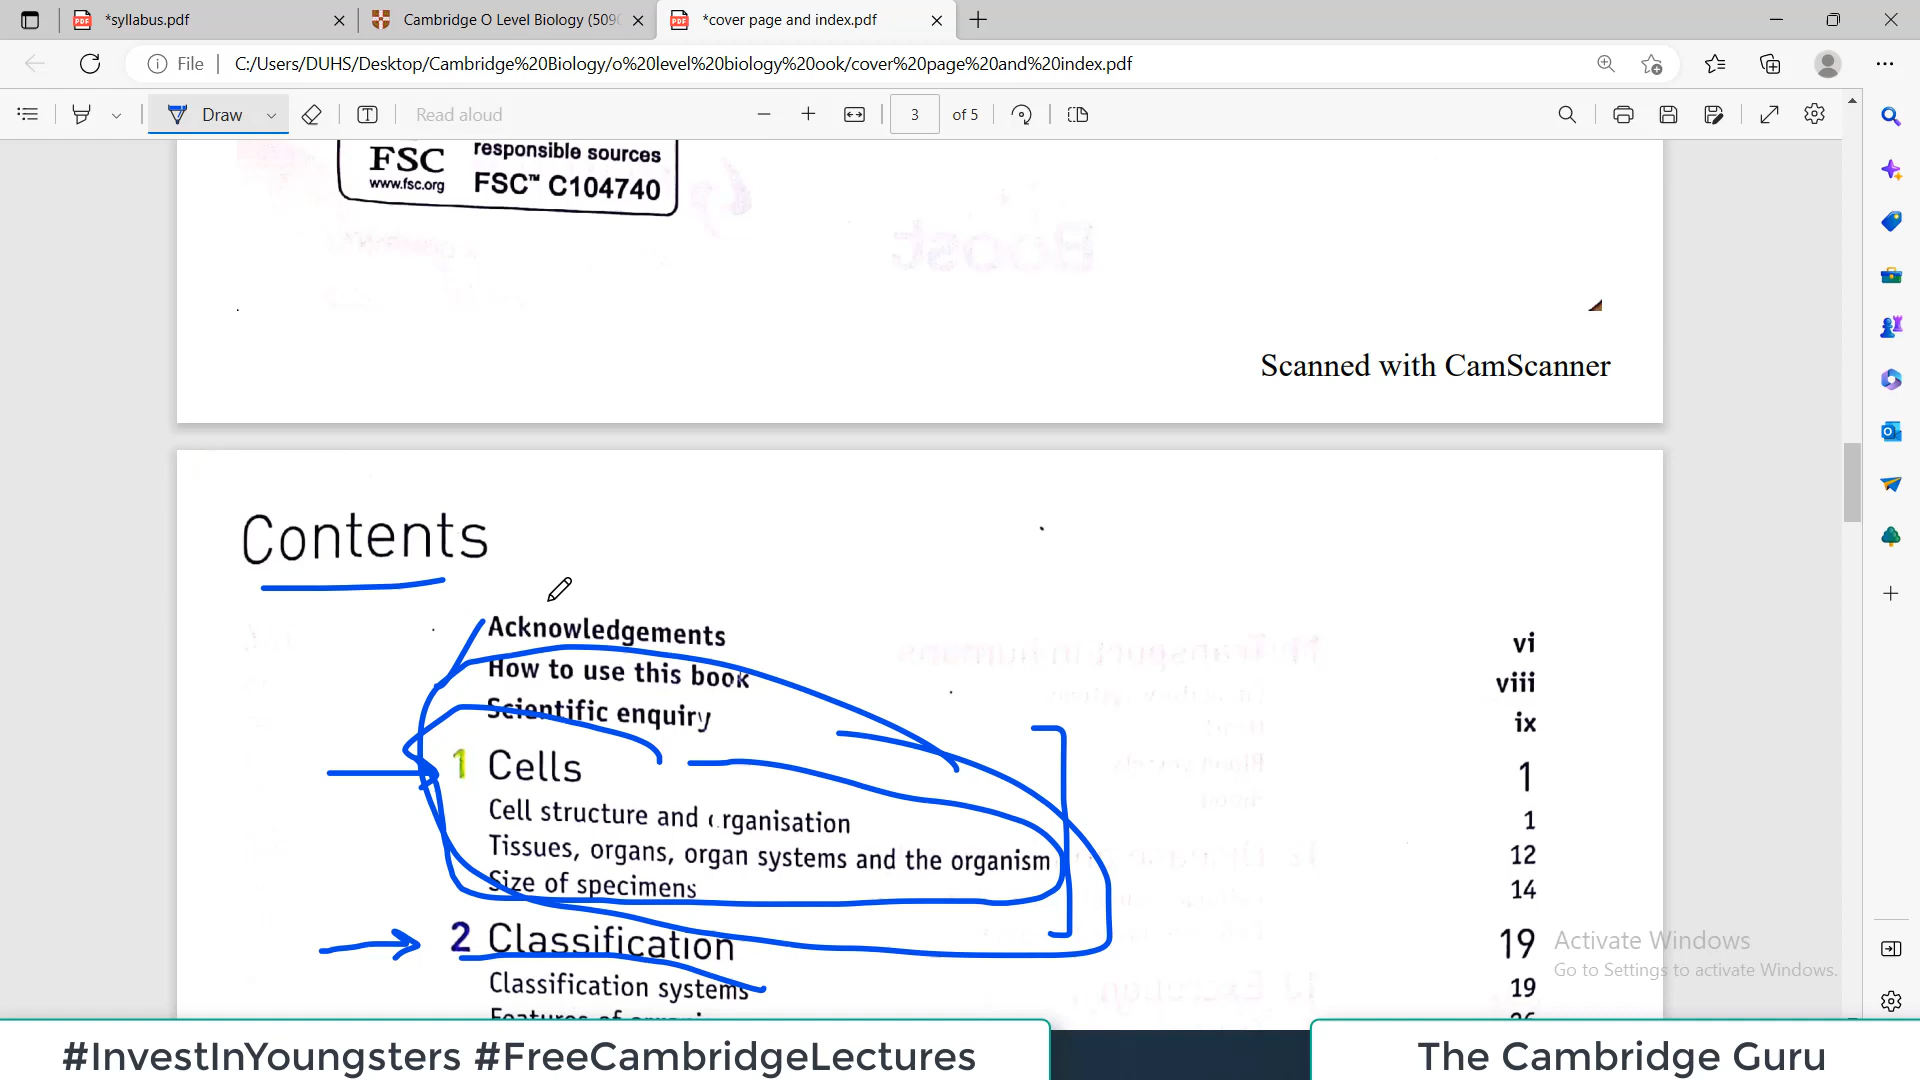 *syllabus.pdf
Cambridge O Level Biology (5090
*cover page and index.pdf
File
C:/Users/DUHS/Desktop/Cambridge%20Biology/o%20level%20biology%20ook/cover%20page%20and%20index.pdf
Draw
Read aloud
3 of 5
FSC
www.fsc.org
responsible sources
FSC™ C104740
Scanned with CamScanner
Contents
Acknowledgements vi
How to use this book viii
Scientific enquiry ix
1 Cells 1
Cell structure and organisation 1
Tissues, organs, organ systems and the organism 12
Size of specimens 14
2 Classification 19
Classification systems 19
Activate Windows
Go to Settings to activate Windows.
#InvestInYoungsters #FreeCambridgeLectures
The Cambridge Guru